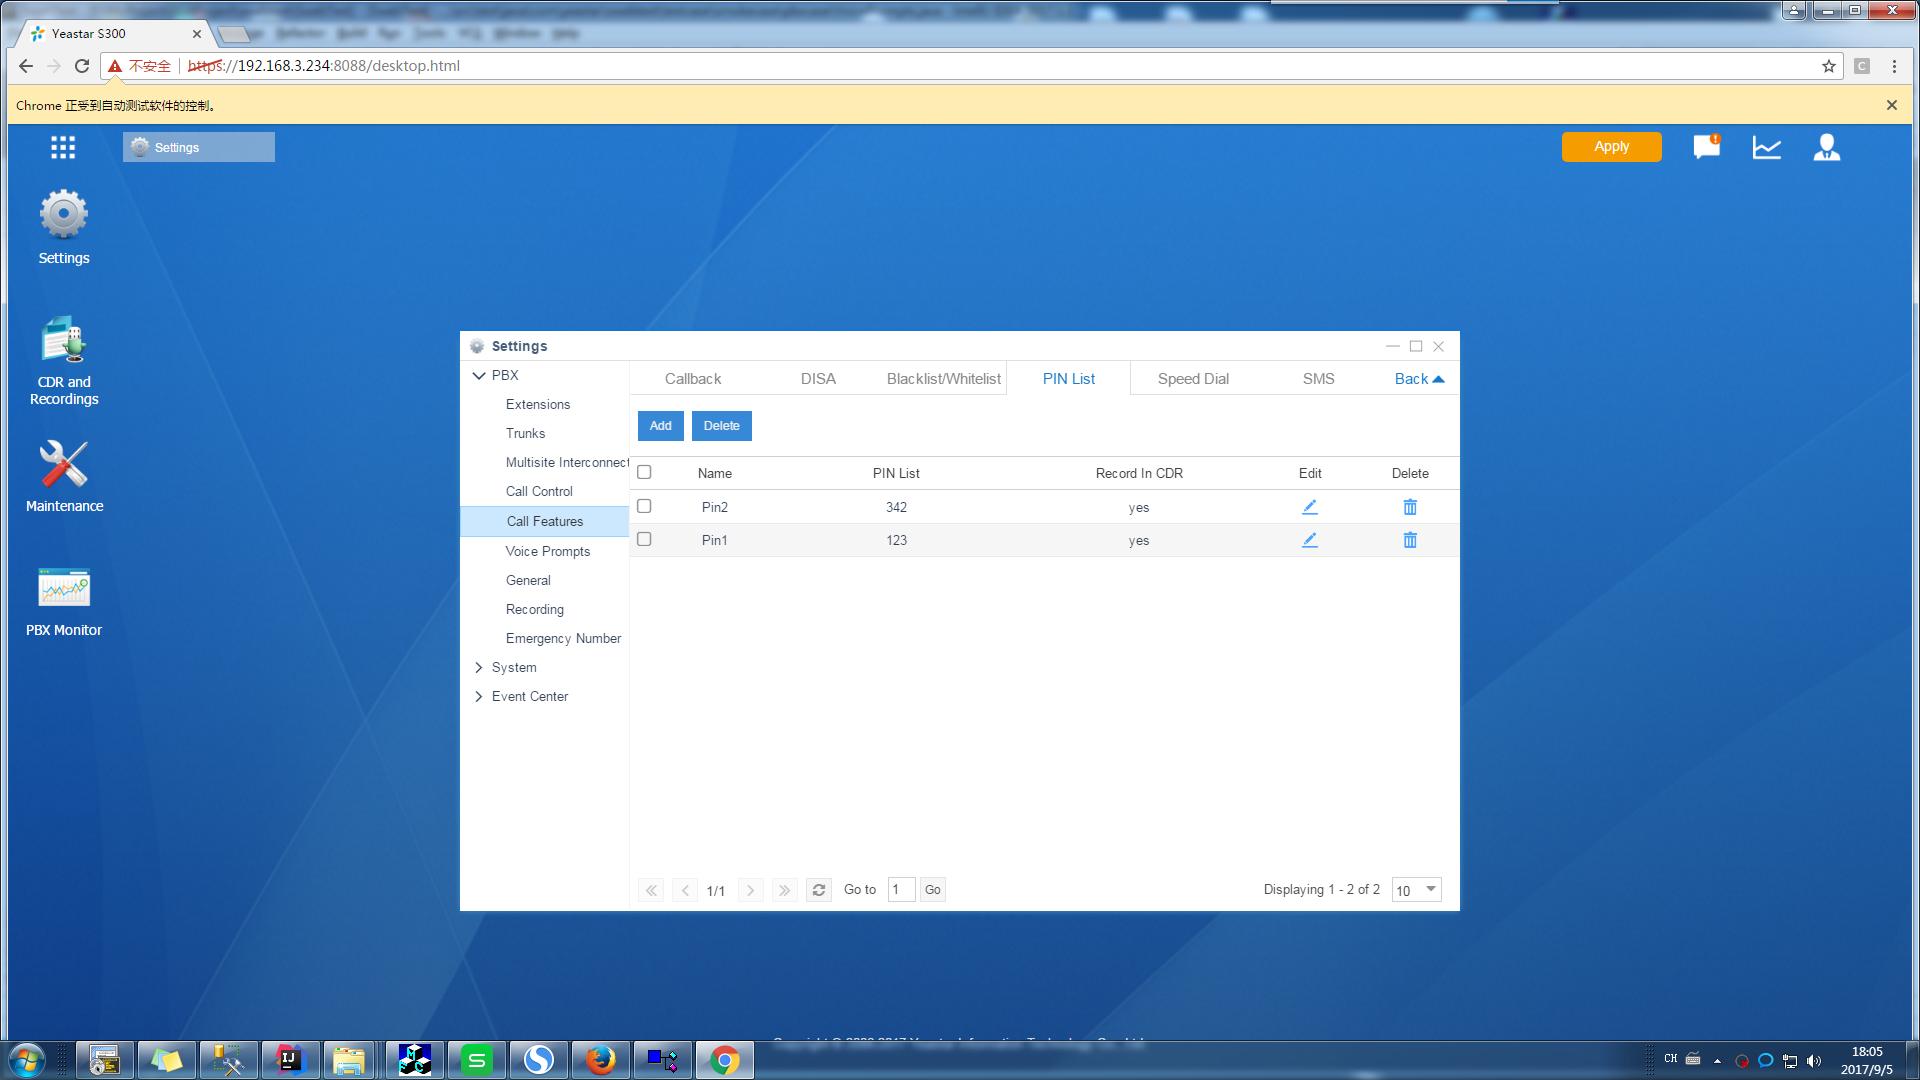 Yeastar S300
不安全 https://192.168.3.234:8088/desktop.html
Chrome 正受到自动测试软件的控制。
Settings
Apply
Settings
CDR and
Recordings
Maintenance
PBX Monitor
Settings
PBX
Extensions
Trunks
Multisite Interconnect
Call Control
Call Features
Voice Prompts
General
Recording
Emergency Number
System
Event Center
Callback DISA Blacklist/Whitelist PIN List Speed Dial SMS Back
Add Delete
Name PIN List Record In CDR Edit Delete
Pin2 342 yes
Pin1 123 yes
1/1 Go to 1 Go Displaying 1 - 2 of 2 10
CH 18:05
2017/9/5